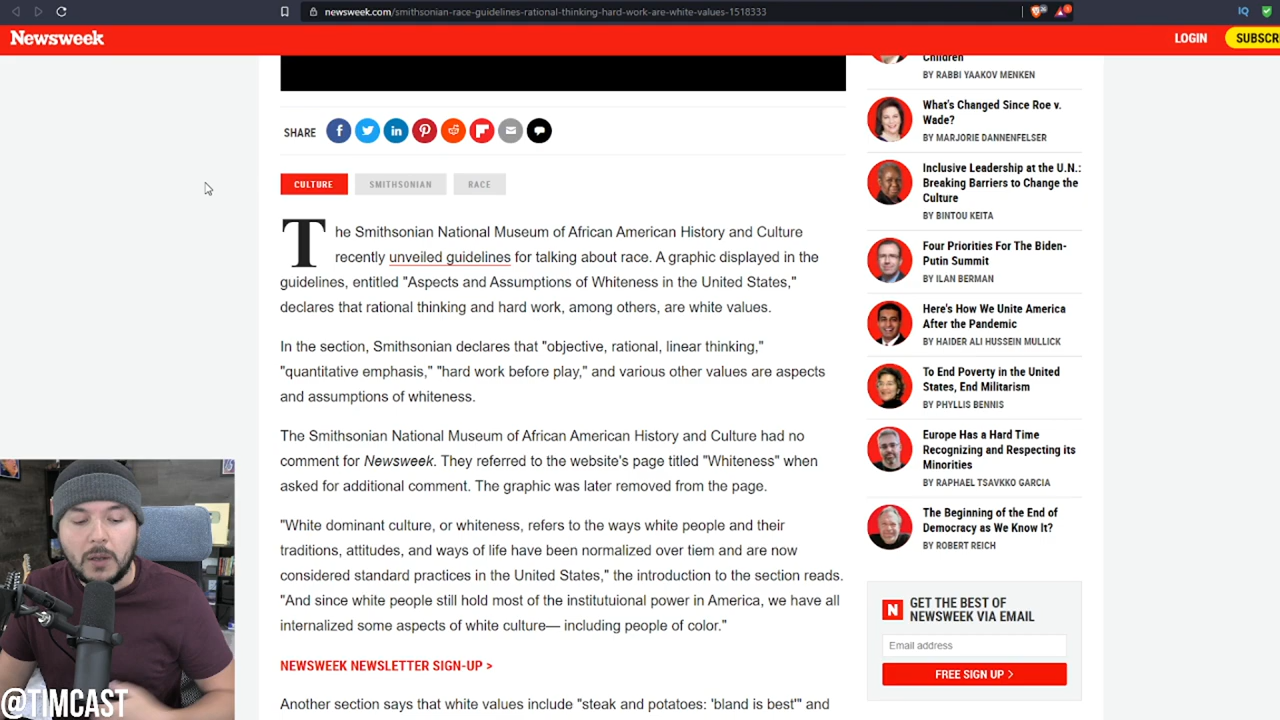 newsweek.com/smithsonian-race-guidelines-rational-thinking-hard-work-are-white-values-1518333
IQ
Newsweek
LOGIN
SUBSCR
SHARE
CULTURE
SMITHSONIAN
RACE
The Smithsonian National Museum of African American History and Culture
recently unveiled guidelines for talking about race. A graphic displayed in the
guidelines, entitled "Aspects and Assumptions of Whiteness in the United States,"
declares that rational thinking and hard work, among others, are white values.
In the section, Smithsonian declares that "objective, rational, linear thinking,"
"quantitative emphasis," "hard work before play," and various other values are aspects
and assumptions of whiteness.
The Smithsonian National Museum of African American History and Culture had no
comment for Newsweek. They referred to the website's page titled "Whiteness" when
asked for additional comment. The graphic was later removed from the page.
"White dominant culture, or whiteness, refers to the ways white people and their
traditions, attitudes, and ways of life have been normalized over tiem and are now
considered standard practices in the United States," the introduction to the section reads.
"And since white people still hold most of the institutuional power in America, we have all
internalized some aspects of white culture— including people of color."
NEWSWEEK NEWSLETTER SIGN-UP >
Another section says that white values include "steak and potatoes: 'bland is best'" and
Children
BY RABBI YAAKOV MENKEN
What's Changed Since Roe v.
Wade?
BY MARJORIE DANNENFELSER
Inclusive Leadership at the U.N.:
Breaking Barriers to Change the
Culture
BY BINTOU KEITA
Four Priorities For The Biden-
Putin Summit
BY ILAN BERMAN
Here's How We Unite America
After the Pandemic
BY HAIDER ALI HUSSEIN MULLICK
To End Poverty in the United
States, End Militarism
BY PHYLLIS BENNIS
Europe Has a Hard Time
Recognizing and Respecting its
Minorities
BY RAPHAEL TSAVKKO GARCIA
The Beginning of the End of
Democracy as We Know It?
BY ROBERT REICH
N
GET THE BEST OF
NEWSWEEK VIA EMAIL
Email address
FREE SIGN UP >
@TIMCAST